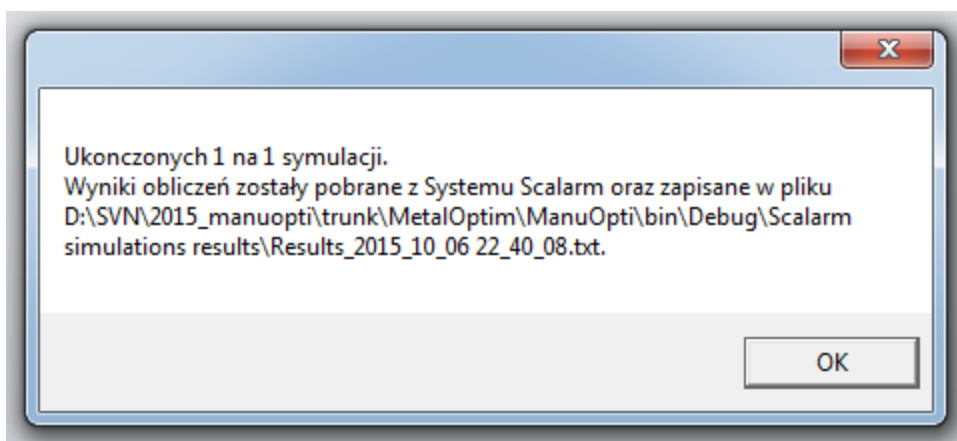 Ukonczonych 1 na 1 symulacji.
Wyniki obliczeń zostały pobrane z Systemu Scalarm oraz zapisane w pliku
D:\SVN\2015_manuopti\trunk\MetalOptim\ManuOpti\bin\Debug\Scalarm
simulations results\Results_2015_10_06 22_40_08.txt.
OK